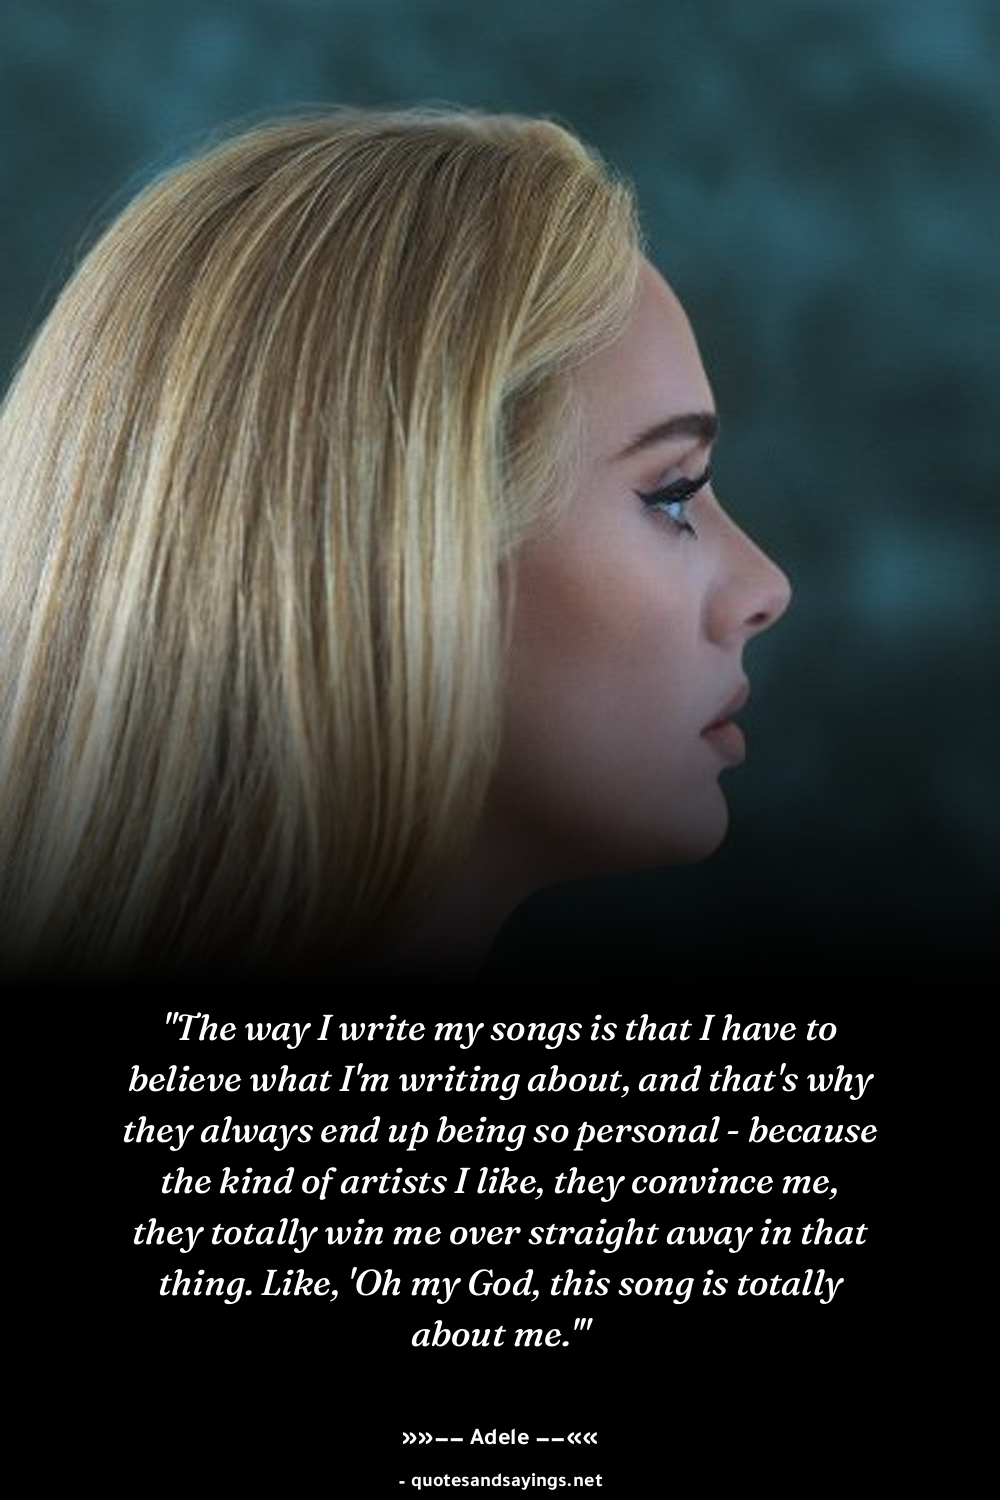 "The way I write my songs is that I have to
believe what I'm writing about, and that's why
they always end up being so personal - because
the kind of artists I like, they convince me,
they totally win me over straight away in that
thing. Like, 'Oh my God, this song is totally
about me.'"
»»−− Adele −−««
- quotesandsayings.net